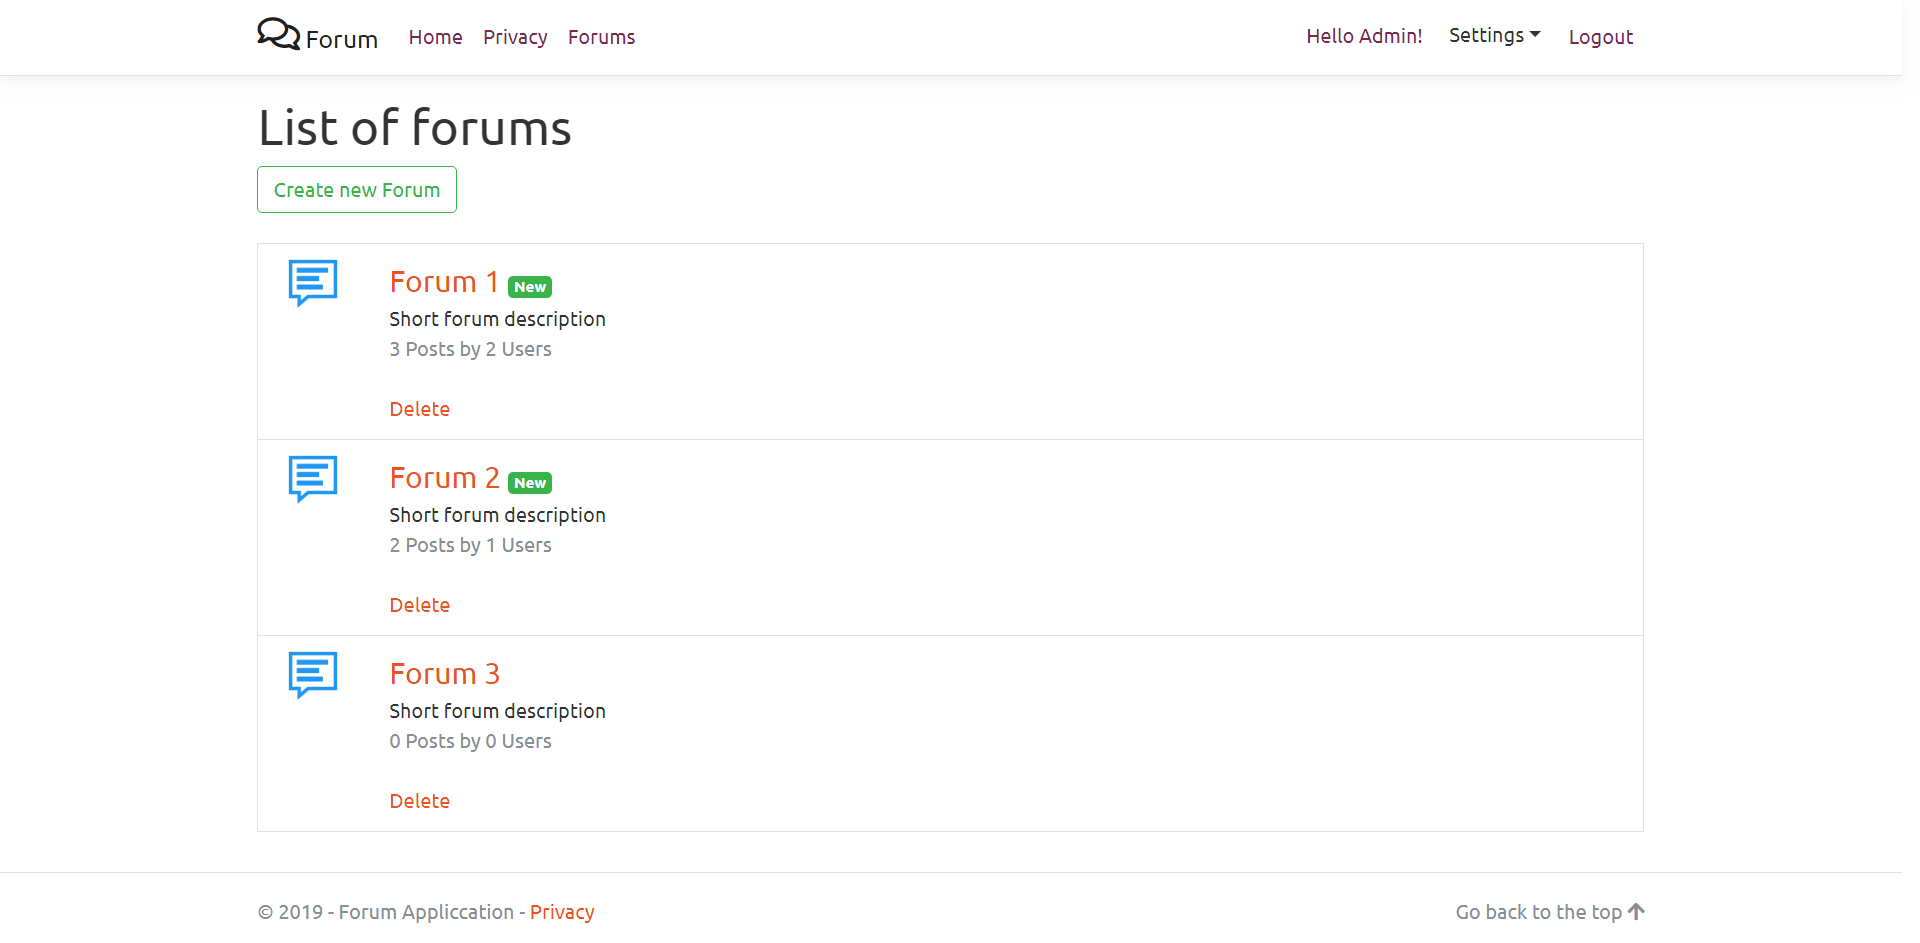 Forum Home Privacy Forums Hello Admin! Settings Logout
List of forums
Create new Forum
Forum 1 New
Short forum description
3 Posts by 2 Users
Delete
Forum 2 New
Short forum description
2 Posts by 1 Users
Delete
Forum 3
Short forum description
0 Posts by 0 Users
Delete
© 2019 - Forum Appliccation - Privacy Go back to the top